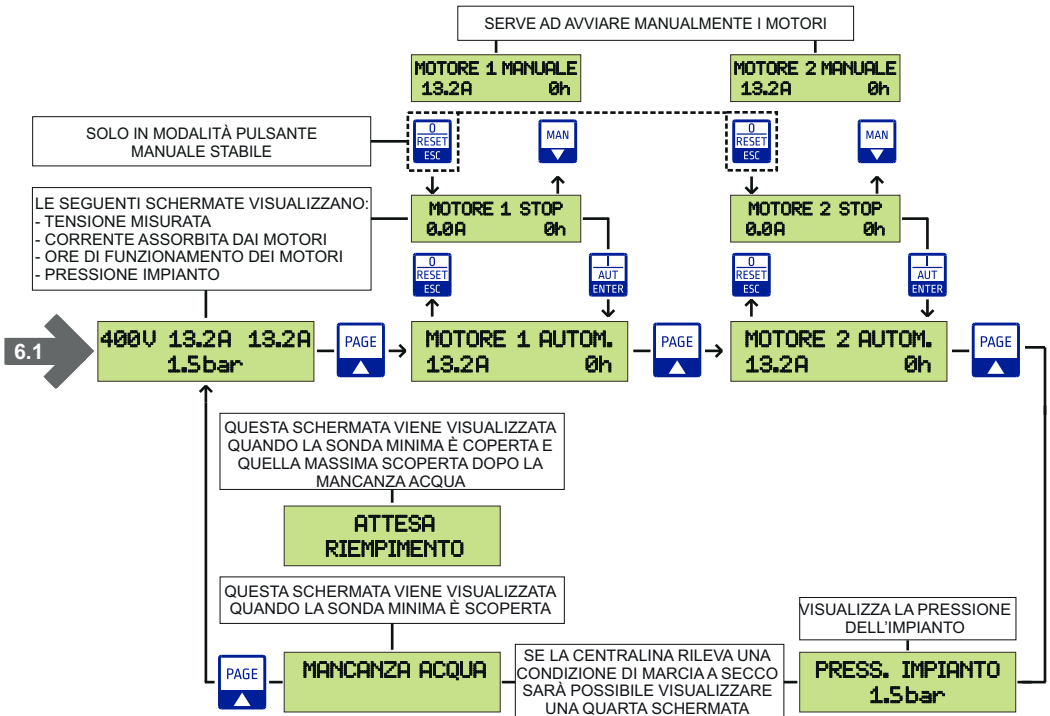 SERVE AD AVVIARE MANUALMENTE I MOTORI
MOTORE 1 MANUALE
13.2A 0h
MOTORE 2 MANUALE
13.2A 0h
SOLO IN MODALITÀ PULSANTE
MANUALE STABILE
0
RESET
ESC
MAN
0
RESET
ESC
MAN
LE SEGUENTI SCHERMATE VISUALIZZANO:
- TENSIONE MISURATA
- CORRENTE ASSORBITA DAI MOTORI
- ORE DI FUNZIONAMENTO DEI MOTORI
- PRESSIONE IMPIANTO
MOTORE 1 STOP
0.0A 0h
MOTORE 2 STOP
0.0A 0h
0
RESET
ESC
I
AUT
ENTER
0
RESET
ESC
I
AUT
ENTER
6.1
400V 13.2A 13.2A
1.5bar
PAGE
MOTORE 1 AUTOM.
13.2A 0h
PAGE
MOTORE 2 AUTOM.
13.2A 0h
PAGE
QUESTA SCHERMATA VIENE VISUALIZZATA
QUANDO LA SONDA MINIMA È COPERTA E
QUELLA MASSIMA SCOPERTA DOPO LA
MANCANZA ACQUA
ATTESA
RIEMPIMENTO
QUESTA SCHERMATA VIENE VISUALIZZATA
QUANDO LA SONDA MINIMA È SCOPERTA
VISUALIZZA LA PRESSIONE
DELL'IMPIANTO
PAGE
MANCANZA ACQUA
SE LA CENTRALINA RILEVA UNA
CONDIZIONE DI MARCIA A SECCO
SARÀ POSSIBILE VISUALIZZARE
UNA QUARTA SCHERMATA
PRESS. IMPIANTO
1.5bar